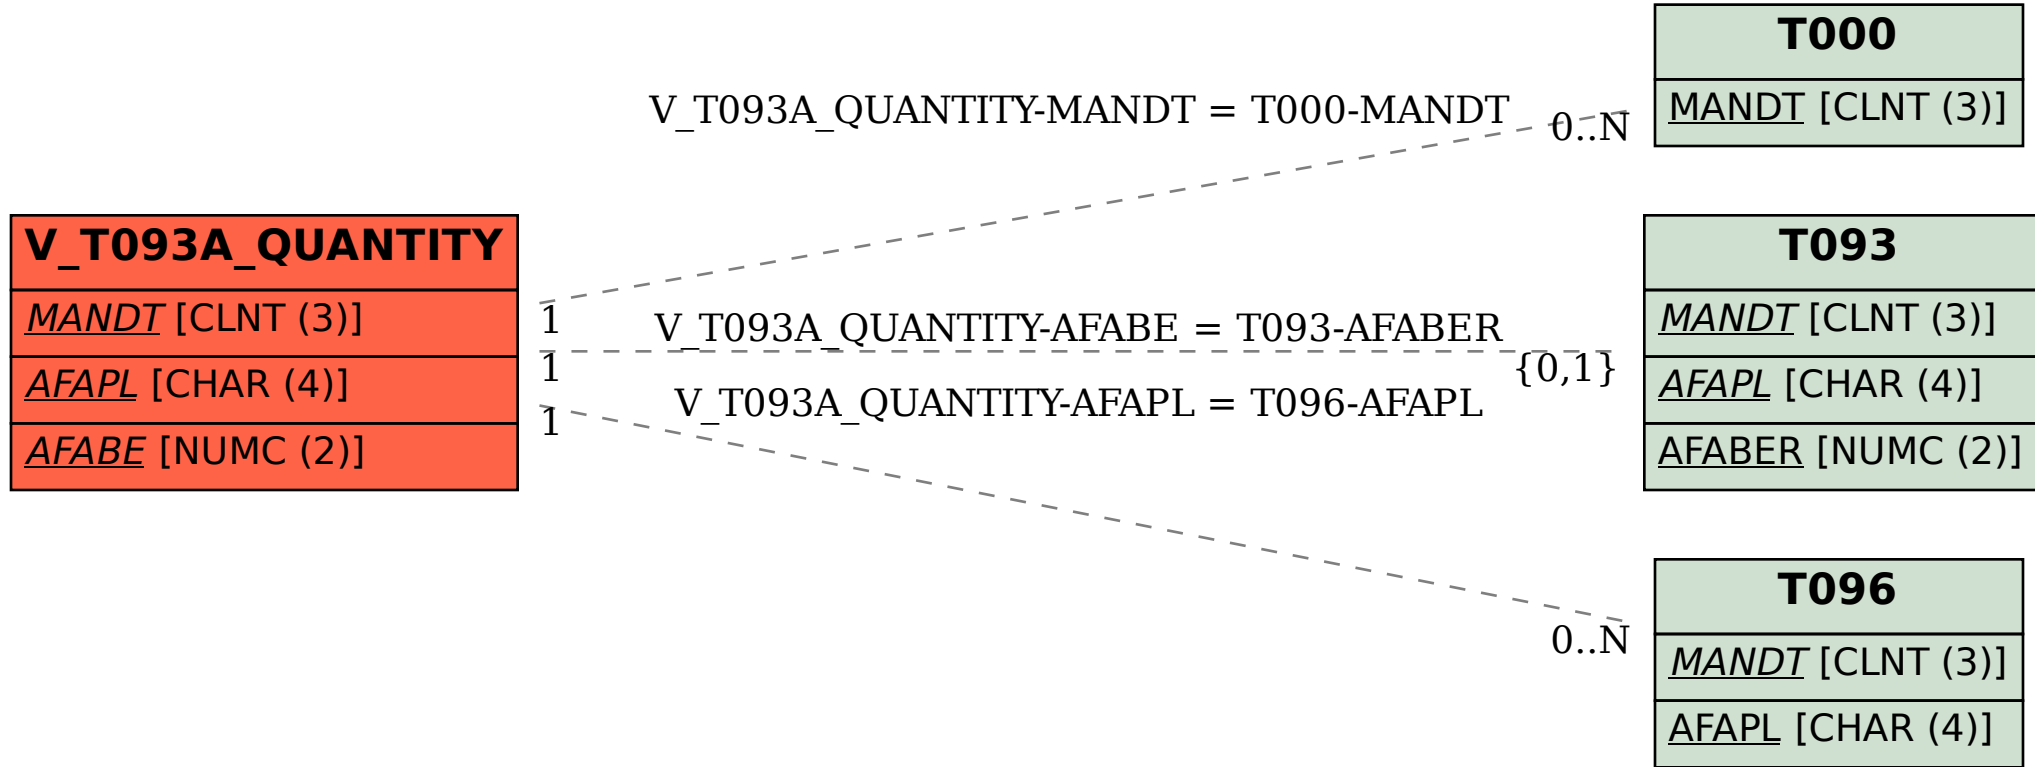 T000
MANDT [CLNT (3)]
V_T093A_QUANTITY-MANDT = T000-MANDT
0..N
V_T093A_QUANTITY
MANDT [CLNT (3)]
AFAPL [CHAR (4)]
AFABE [NUMC (2)]
1
V_T093A_QUANTITY-AFABE = T093-AFABER
1
{0,1}
V_T093A_QUANTITY-AFAPL = T096-AFAPL
1
T093
MANDT [CLNT (3)]
AFAPL [CHAR (4)]
AFABER [NUMC (2)]
0..N
T096
MANDT [CLNT (3)]
AFAPL [CHAR (4)]